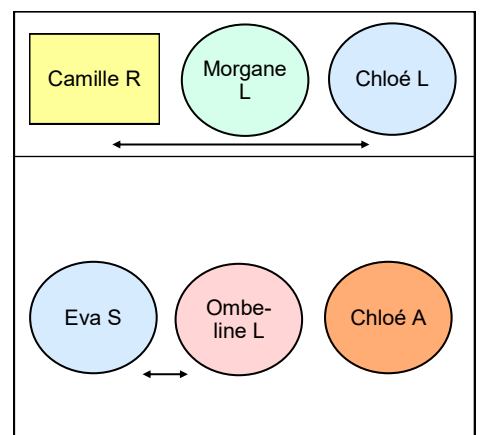 Camille R
Morgane
L
Chloé L
Eva S
Ombe-
line L
Chloé A